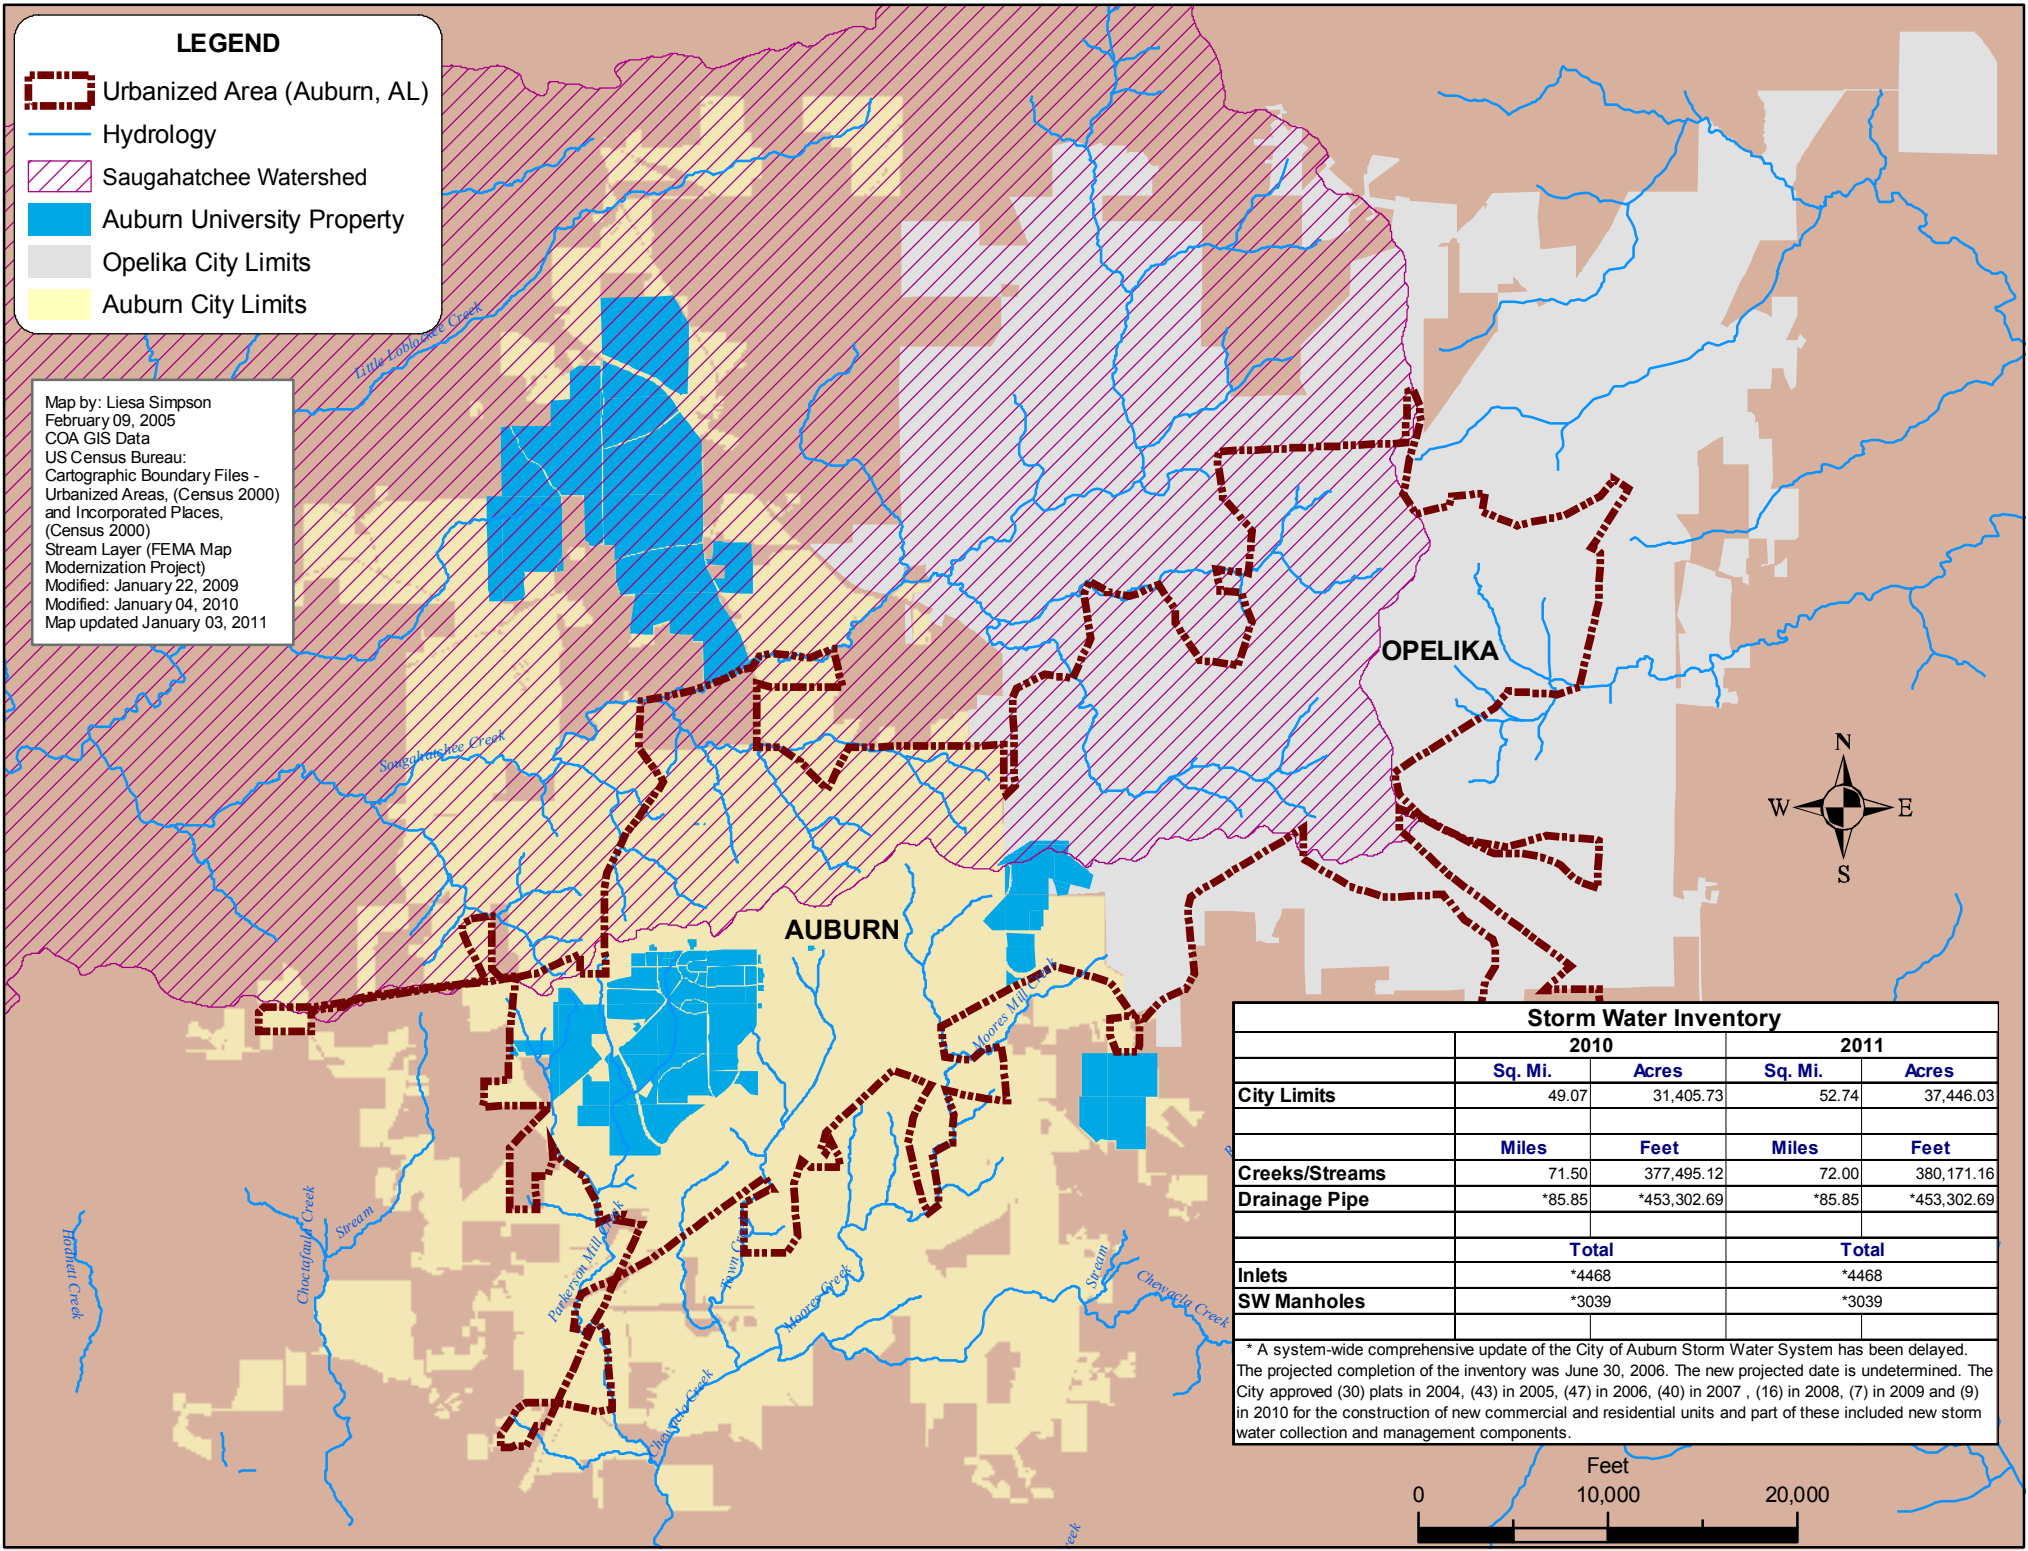 LEGEND
Urbanized Area (Auburn, AL)
Hydrology
Saugahatchee Watershed
Auburn University Property
Opelika City Limits
Auburn City Limits
Little Loblockee Creek
Map by: Liesa Simpson
February 09, 2005
COA GIS Data
US Census Bureau:
Cartographic Boundary Files -
Urbanized Areas, (Census 2000)
and Incorporated Places,
(Census 2000)
Stream Layer (FEMA Map
Modernization Project)
Modified: January 22, 2009
Modified: January 04, 2010
Map updated January 03, 2011
OPELIKA
Sougahatshee Creek
N
W E
S
AUBURN
Moores Mill Creek
Hodnett Creek
Choctafaula Creek
Stream
Parkerson Mill Creek
Town Creek
Moores Creek
Stream
Chewacla Creek
Chewacla Creek
Storm Water Inventory
2010 2011
Sq. Mi. Acres Sq. Mi. Acres
City Limits 49.07 31,405.73 52.74 37,446.03
Miles Feet Miles Feet
Creeks/Streams 71.50 377,495.12 72.00 380,171.16
Drainage Pipe *85.85 *453,302.69 *85.85 *453,302.69
Total Total
Inlets *4468 *4468
SW Manholes *3039 *3039
* A system-wide comprehensive update of the City of Auburn Storm Water System has been delayed.
The projected completion of the inventory was June 30, 2006. The new projected date is undetermined. The
City approved (30) plats in 2004, (43) in 2005, (47) in 2006, (40) in 2007 , (16) in 2008, (7) in 2009 and (9)
in 2010 for the construction of new commercial and residential units and part of these included new storm
water collection and management components.
Feet
0 10,000 20,000